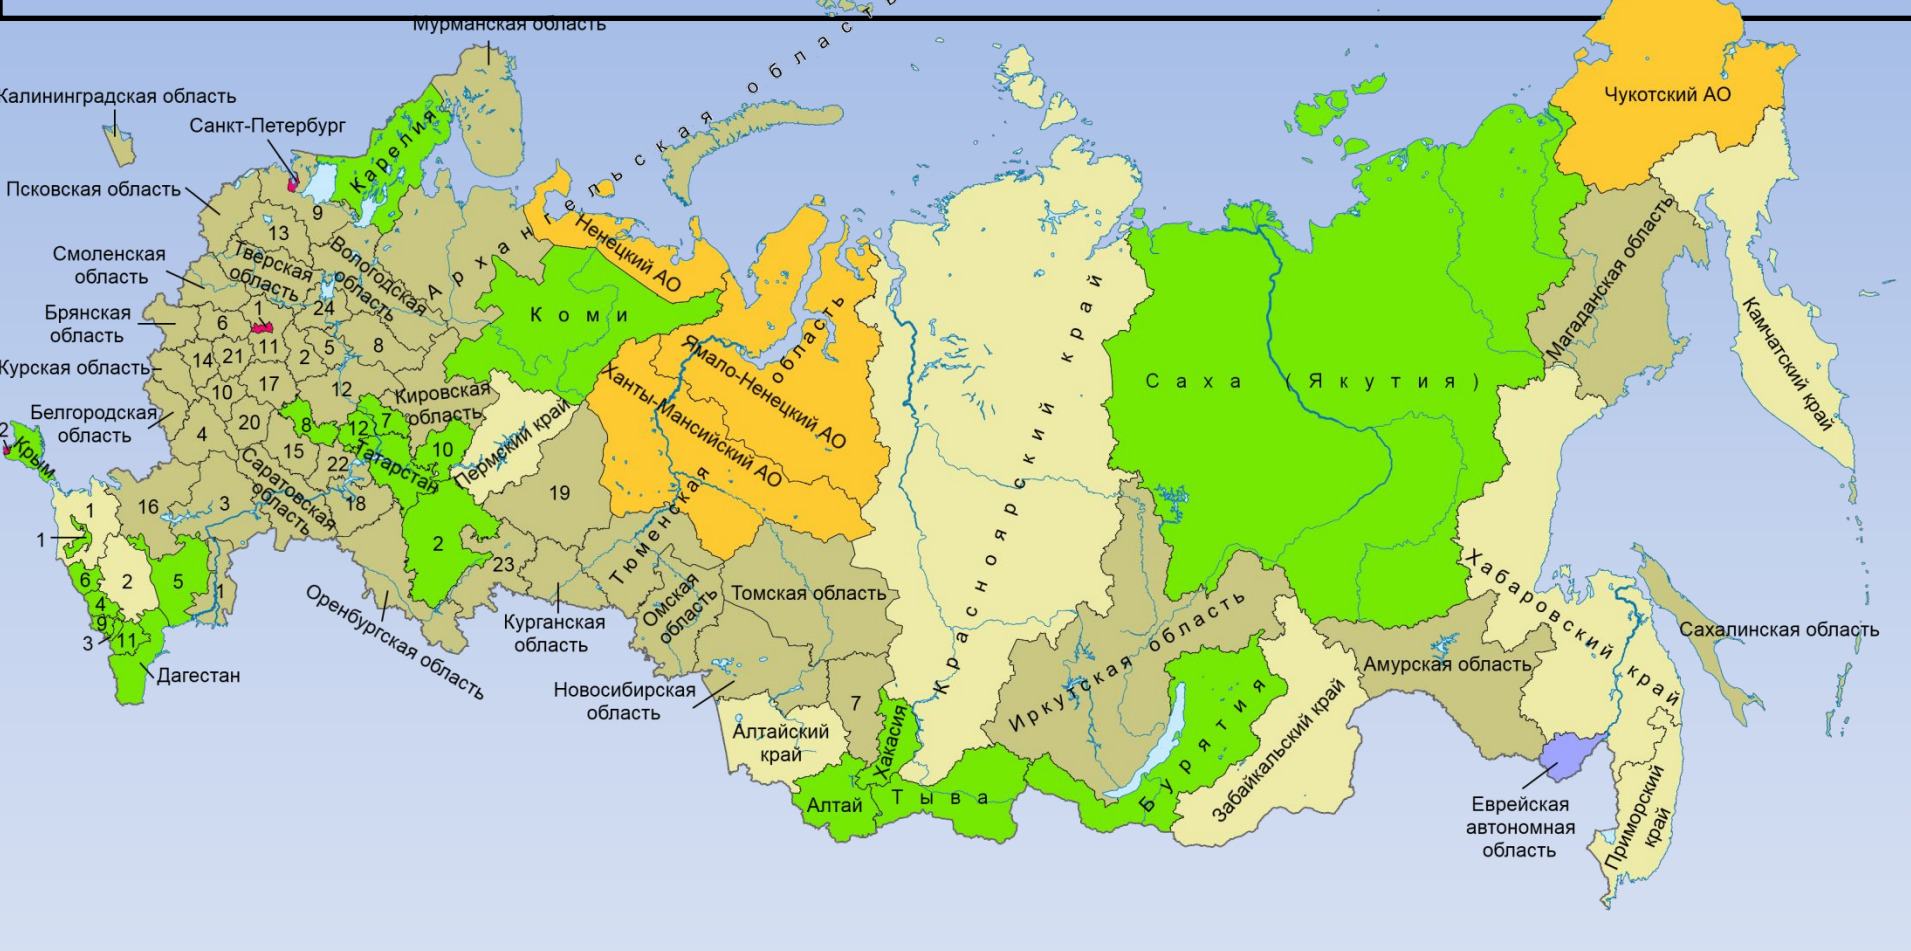 Мурманская область
Калининградская область
Санкт-Петербург
Карелия
Псковская область
Архангельская область
Ненецкий АО
Чукотский АО
9
13
Смоленская
область
Тверская
область
Вологодская
область
Коми
Ямало-Ненецкий АО
Ханты-Мансийский АО
Красноярский край
Саха (Якутия)
Магаданская область
Камчатский край
Брянская
область
6
1
24
14
21
11
2
5
8
Курская область
10
17
12
Кировская
область
Белгородская
область
4
20
8
12
7
10
Пермский край
15
22
Татарстан
2
Крым
Саратовская
область
18
19
1
16
3
1
2
23
Тюменская область
6
2
5
1
4
9
3
11
Дагестан
Оренбургская область
Курганская
область
Омская
область
Томская область
Новосибирская
область
7
Алтайский
край
Хакасия
Алтай
Тыва
Иркутская область
Бурятия
Забайкальский край
Амурская область
Хабаровский край
Сахалинская область
Еврейская
автономная
область
Приморский
край